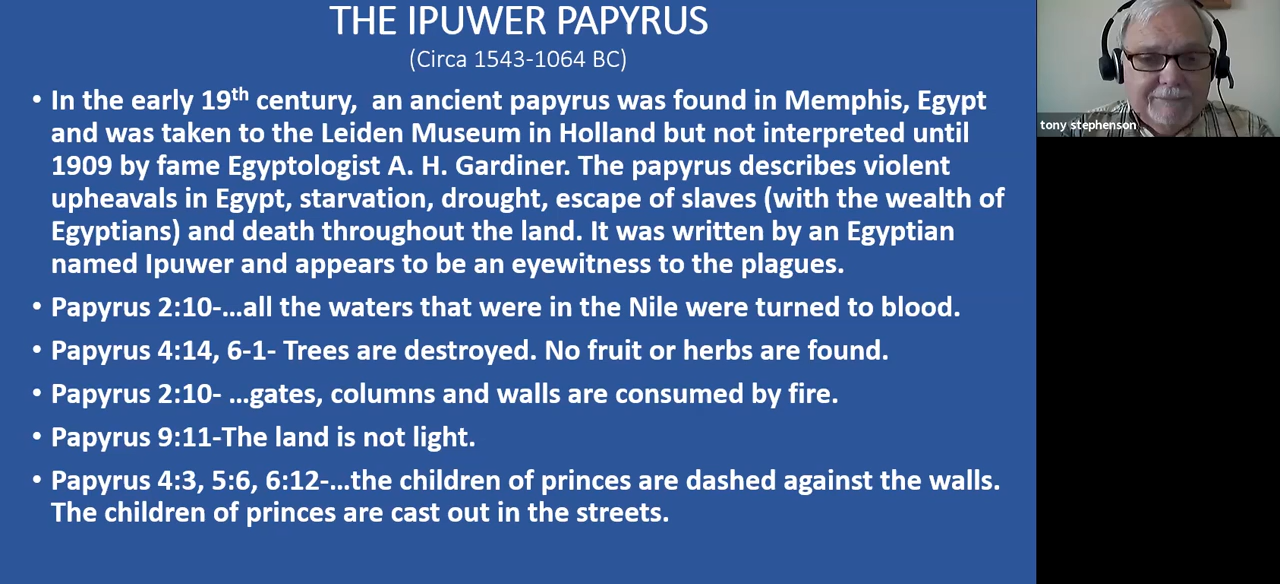 THE IPUWER PAPYRUS
(Circa 1543-1064 BC)
• In the early 19th century,  an ancient papyrus was found in Memphis, Egypt
and was taken to the Leiden Museum in Holland but not interpreted until
1909 by fame Egyptologist A. H. Gardiner. The papyrus describes violent
upheavals in Egypt, starvation, drought, escape of slaves (with the wealth of
Egyptians) and death throughout the land. It was written by an Egyptian
named Ipuwer and appears to be an eyewitness to the plagues.
• Papyrus 2:10-...all the waters that were in the Nile were turned to blood.
• Papyrus 4:14, 6-1- Trees are destroyed. No fruit or herbs are found.
• Papyrus 2:10- ...gates, columns and walls are consumed by fire.
• Papyrus 9:11-The land is not light.
• Papyrus 4:3, 5:6, 6:12-...the children of princes are dashed against the walls.
The children of princes are cast out in the streets.
tony stephenson